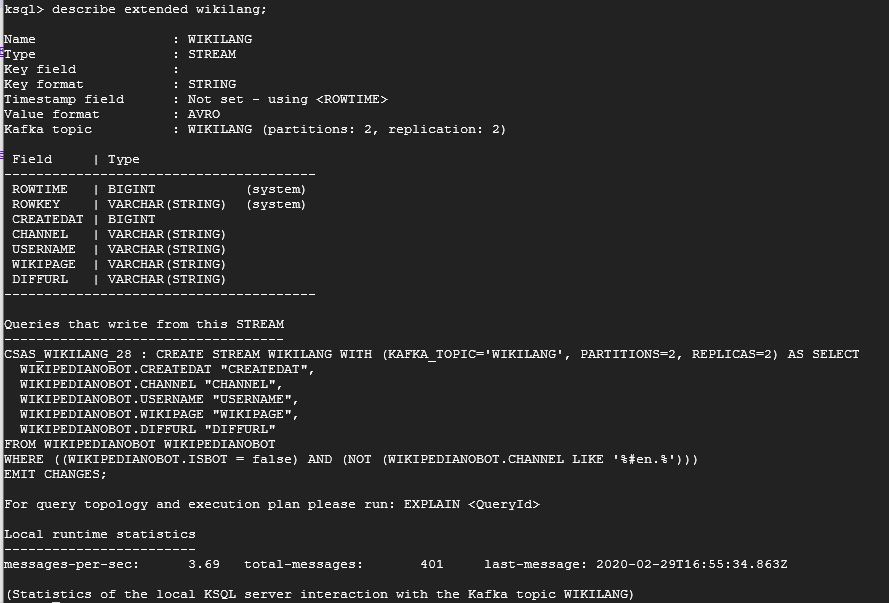 ksql> describe extended wikilang;
Name : WIKILANG
Type : STREAM
Key field :
Key format : STRING
Timestamp field : Not set - using <ROWTIME>
Value format : AVRO
Kafka topic : WIKILANG (partitions: 2, replication: 2)
Field | Type
----------------------------------------
ROWTIME | BIGINT (system)
ROWKEY | VARCHAR(STRING) (system)
CREATEDAT | BIGINT
CHANNEL | VARCHAR(STRING)
USERNAME | VARCHAR(STRING)
WIKIPAGE | VARCHAR(STRING)
DIFFURL | VARCHAR(STRING)
----------------------------------------
Queries that write from this STREAM
-----------------------------------
CSAS_WIKILANG_28 : CREATE STREAM WIKILANG WITH (KAFKA_TOPIC='WIKILANG', PARTITIONS=2, REPLICAS=2) AS SELECT
WIKIPEDIANOBOT.CREATEDAT "CREATEDAT",
WIKIPEDIANOBOT.CHANNEL "CHANNEL",
WIKIPEDIANOBOT.USERNAME "USERNAME",
WIKIPEDIANOBOT.WIKIPAGE "WIKIPAGE",
WIKIPEDIANOBOT.DIFFURL "DIFFURL"
FROM WIKIPEDIANOBOT WIKIPEDIANOBOT
WHERE ((WIKIPEDIANOBOT.ISBOT = false) AND (NOT (WIKIPEDIANOBOT.CHANNEL LIKE '%#en.%')))
EMIT CHANGES;
For query topology and execution plan please run: EXPLAIN <QueryId>
Local runtime statistics
------------------------
messages-per-sec: 3.69 total-messages: 401 last-message: 2020-02-29T16:55:34.863Z
(Statistics of the local KSQL server interaction with the Kafka topic WIKILANG)